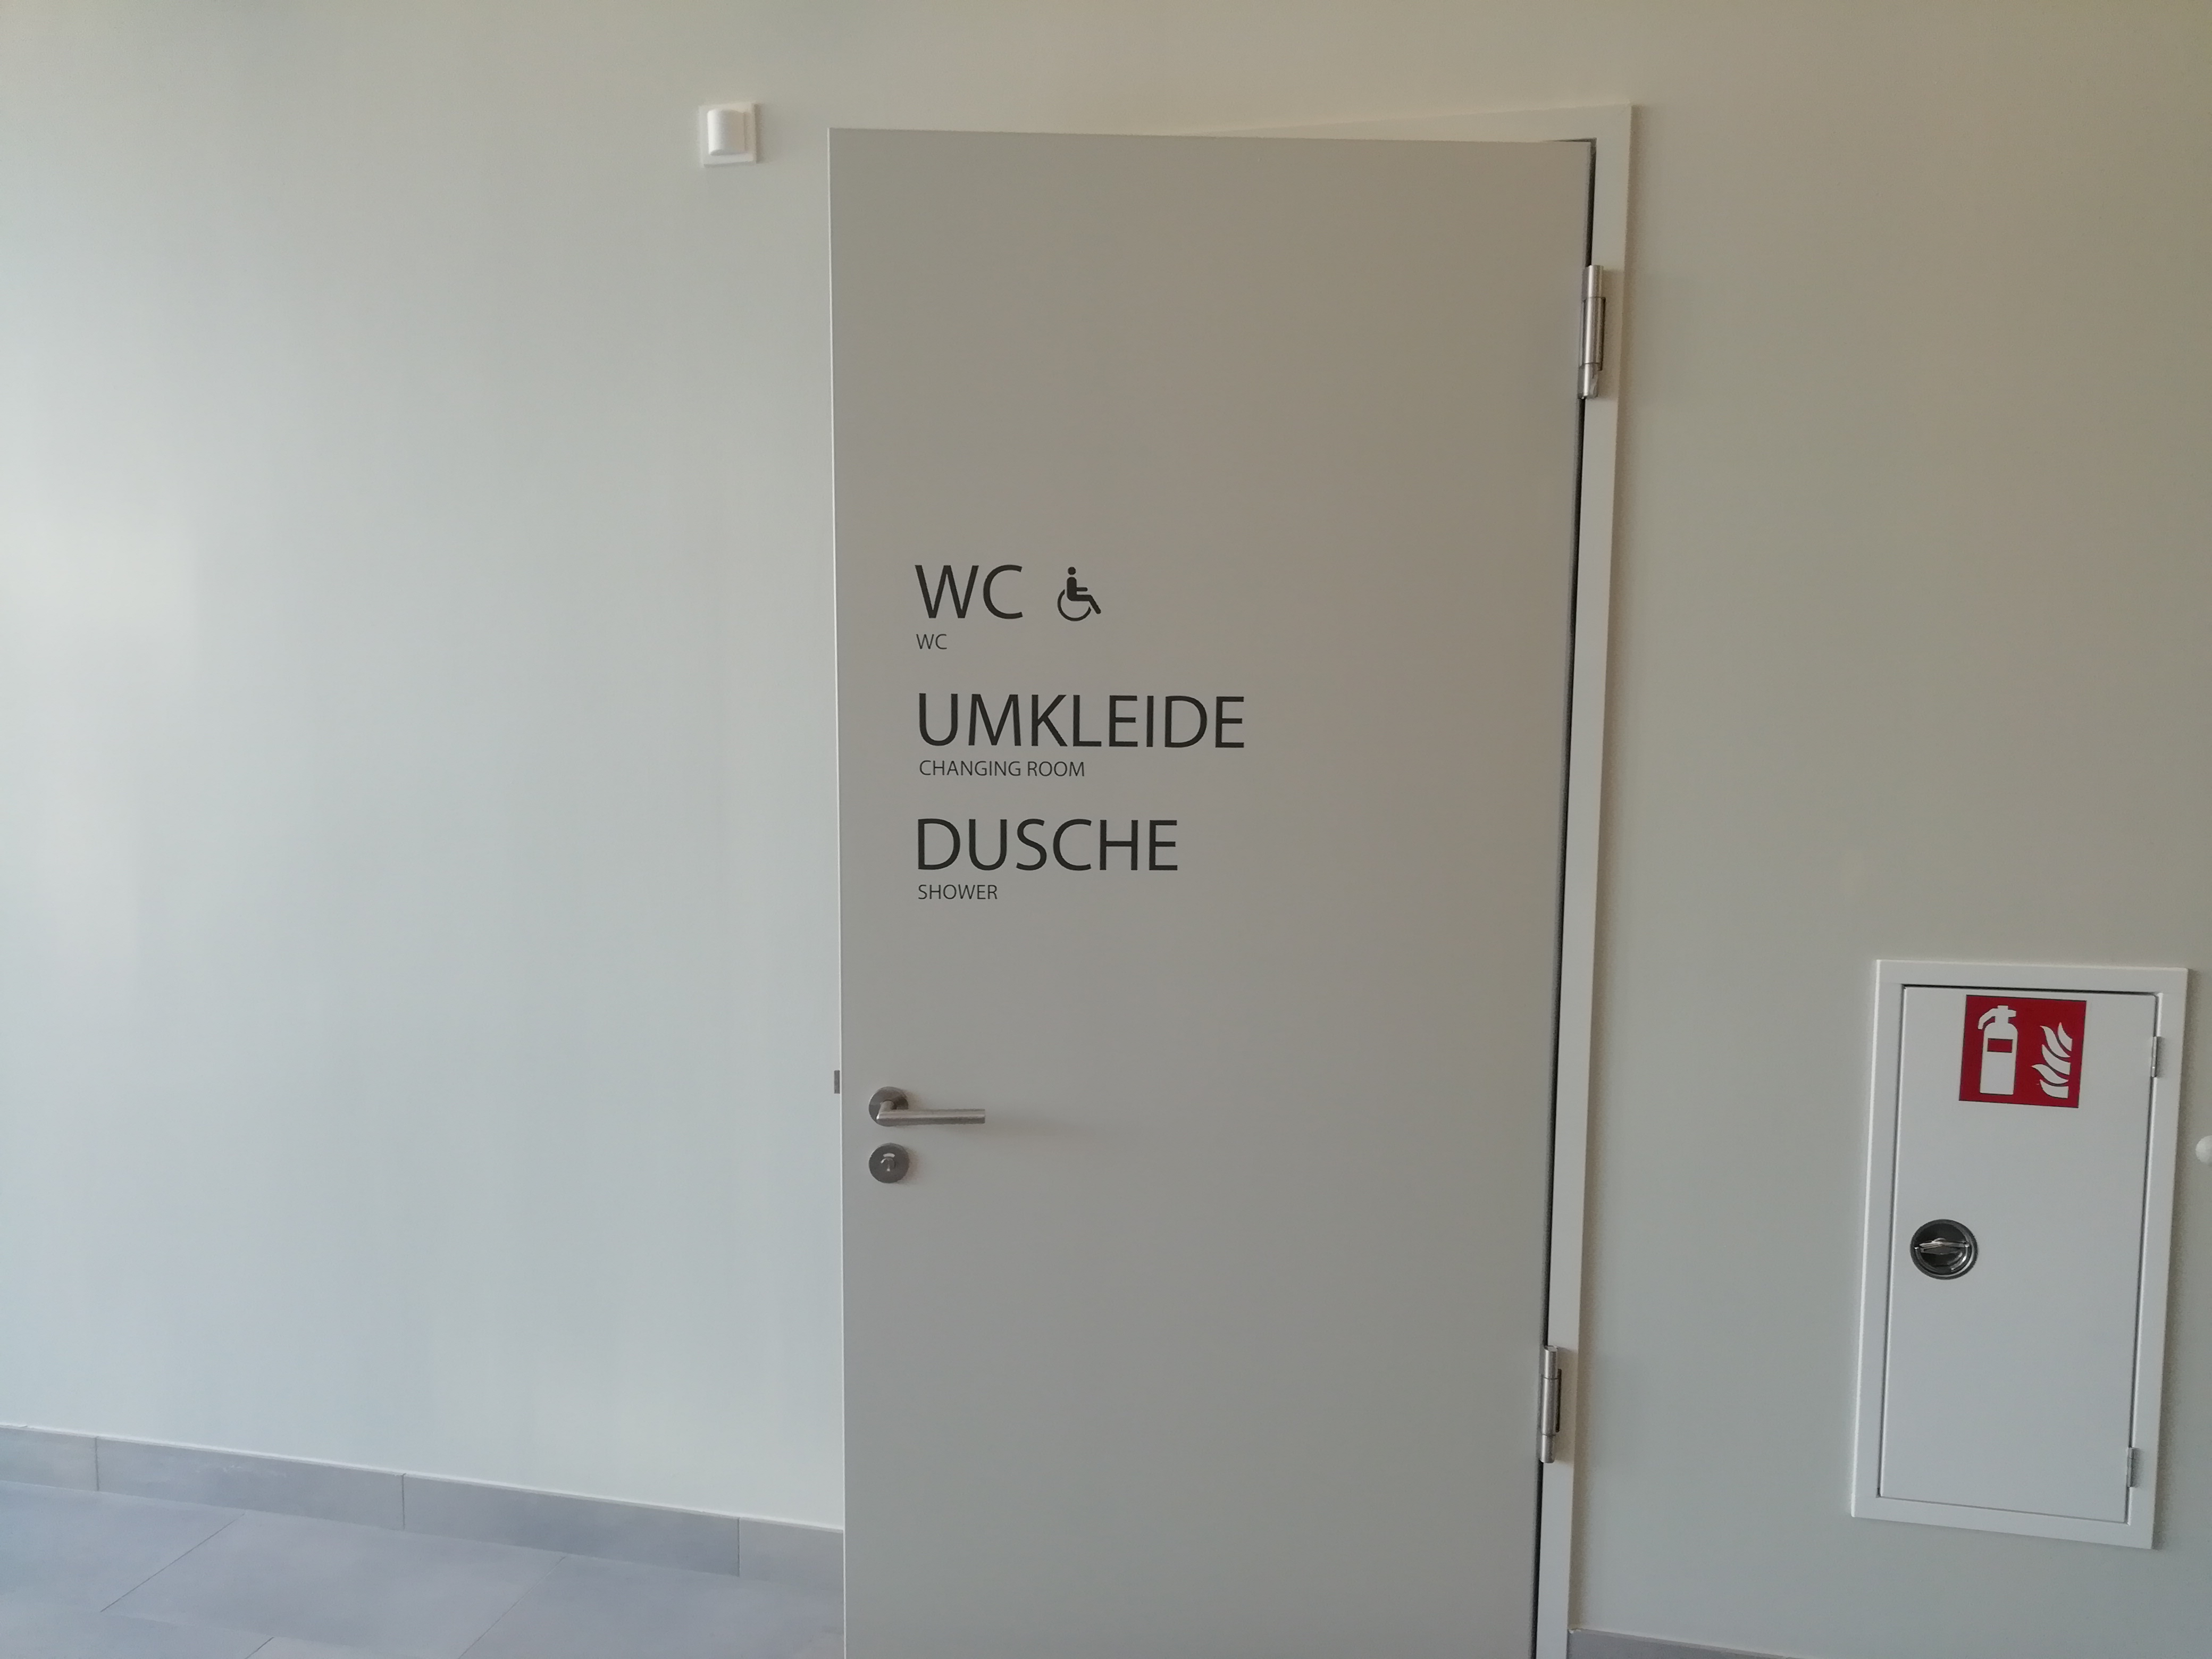 WC
WC
UMKLEIDE
CHANGING ROOM
DUSCHE
SHOWER